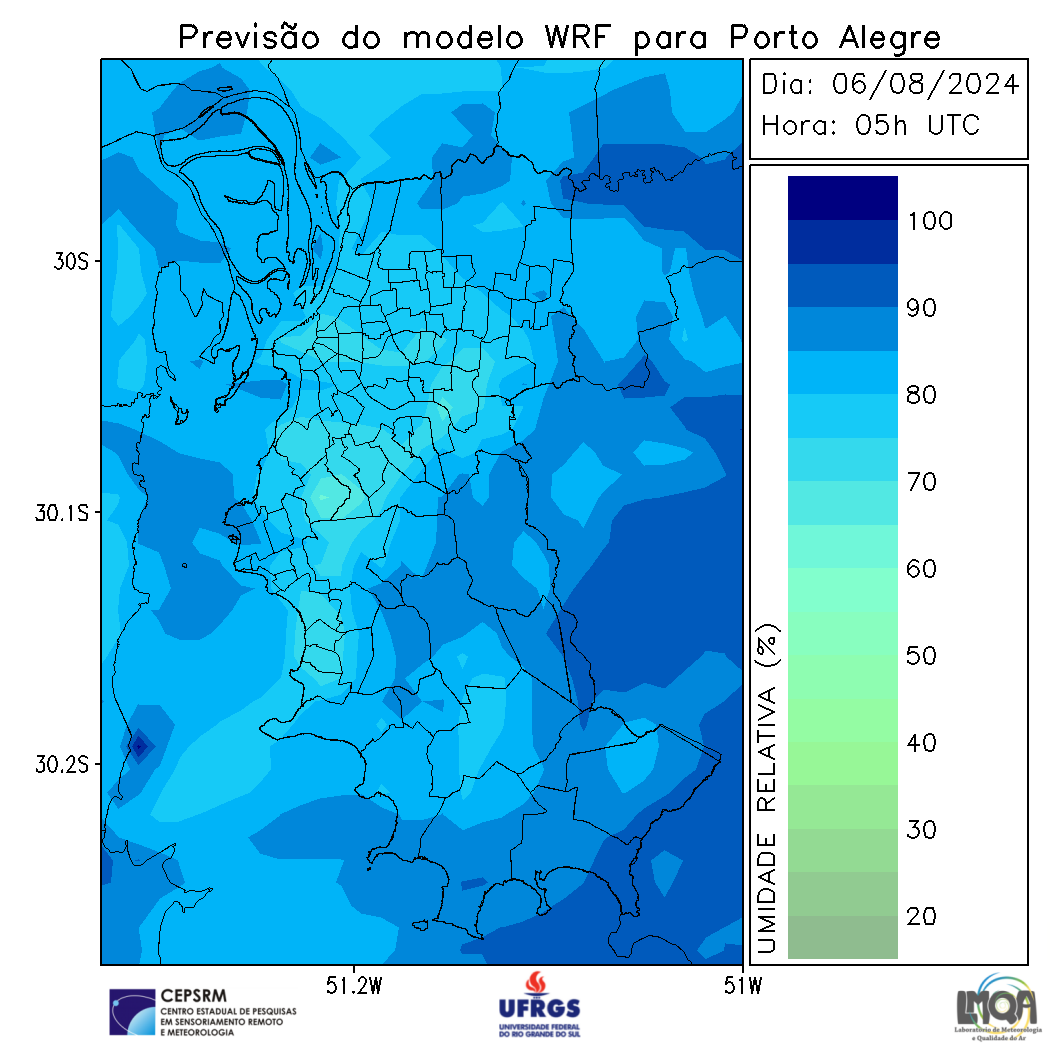 Previsão do modelo WRF para Porto Alegre
Dia: 06/08/2024
Hora: 05h UTC
30S
30.1S
30.2S
51.2W
51W
100
90
80
70
60
50
40
30
20
UMIDADE RELATIVA (%)
CEPSRM
CENTRO ESTADUAL DE PESQUISAS
EM SENSORIAMENTO REMOTO
E METEOROLOGIA
UFRGS
UNIVERSIDADE FEDERAL
DO RIO GRANDE DO SUL
LMQA
Laboratório de Meteorologia
e Qualidade do Ar